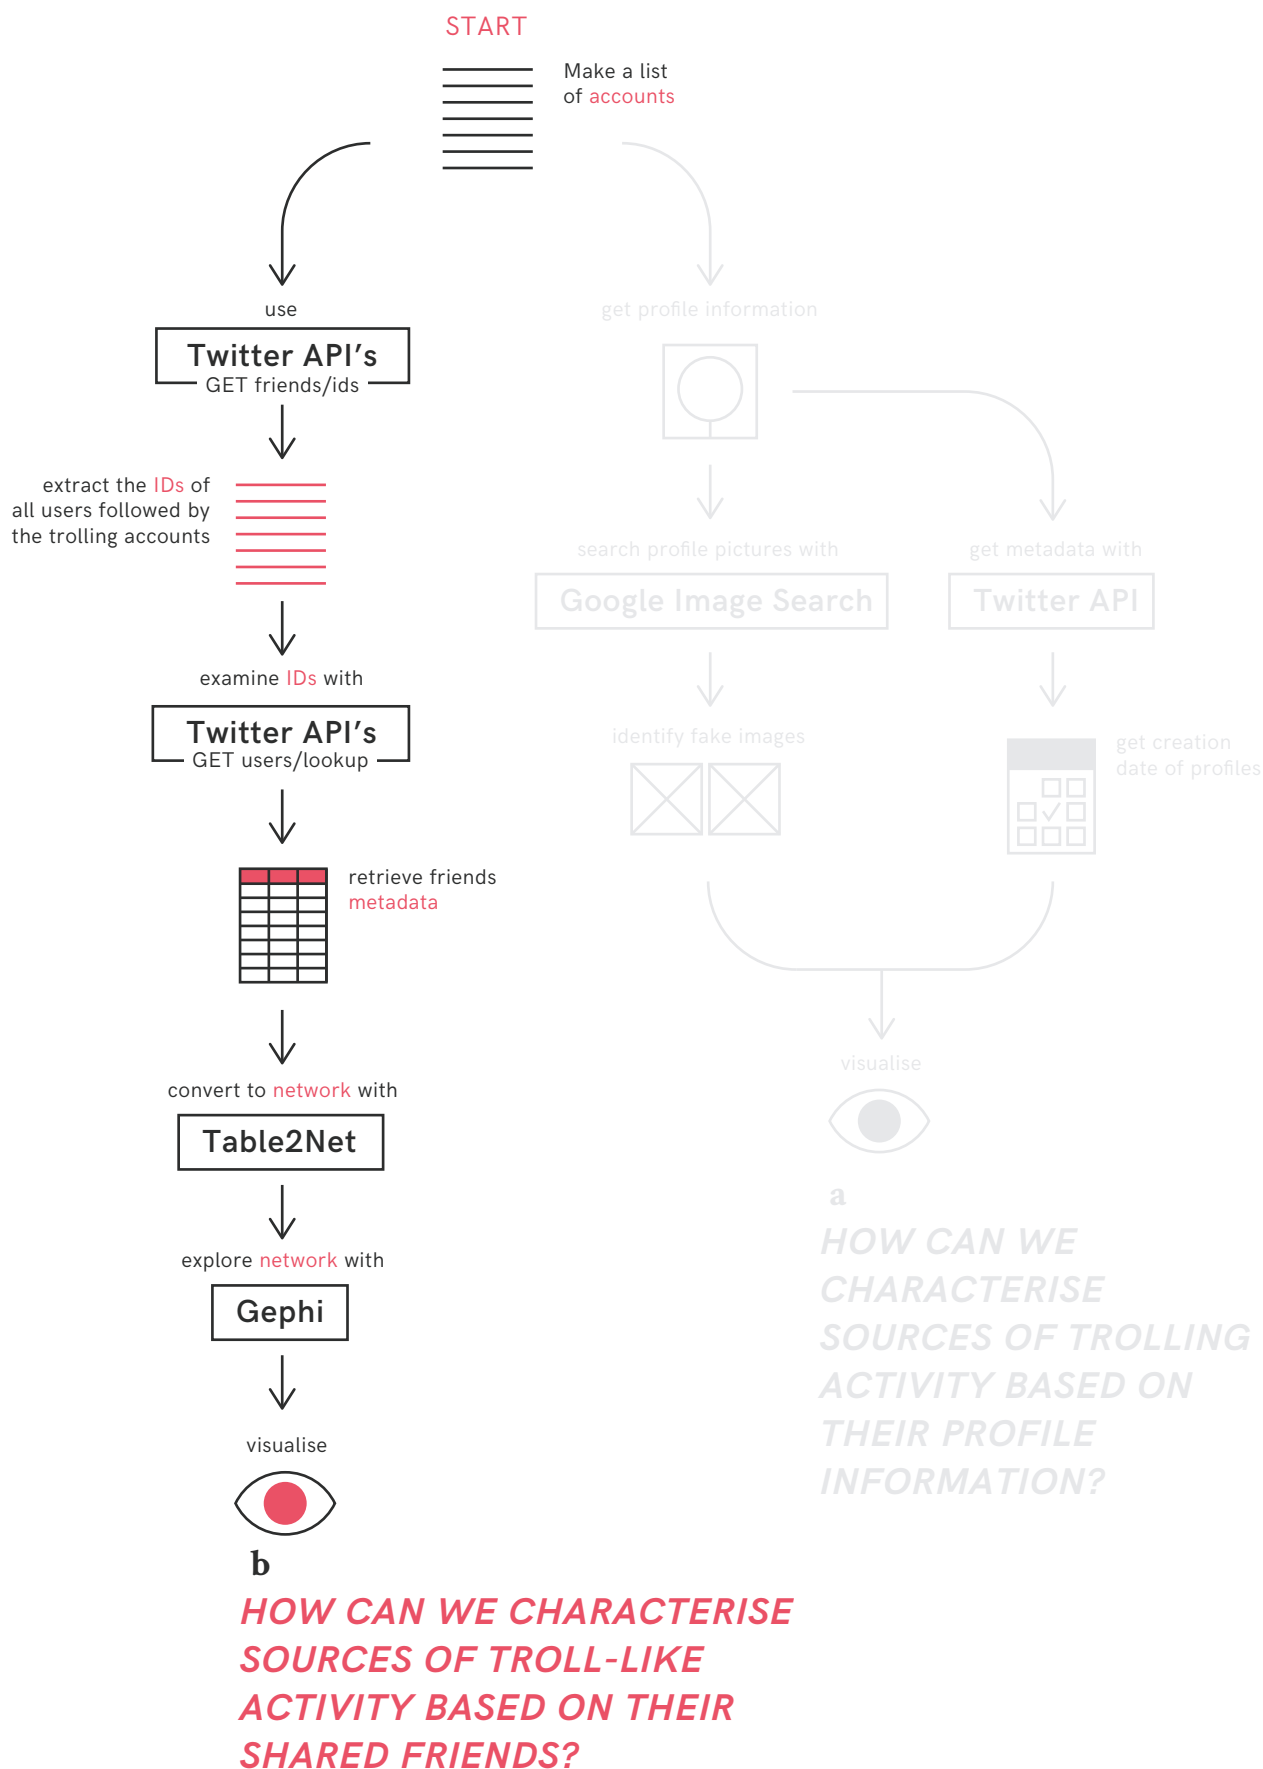 START
Make a list
of accounts
use
Twitter API’s
GET friends/ids
extract the IDs of
all users followed by
the trolling accounts
examine IDs with
Twitter API’s
GET users/lookup
retrieve friends
metadata
convert to network with
Table2Net
explore network with
Gephi
visualise
b
HOW CAN WE CHARACTERISE
SOURCES OF TROLL-LIKE
ACTIVITY BASED ON THEIR
SHARED FRIENDS?
get profile information
search profile pictures with
Google Image Search
identify fake images
get metadata with
Twitter API
get creation
date of profiles
visualise
a
HOW CAN WE
CHARACTERISE
SOURCES OF TROLLING
ACTIVITY BASED ON
THEIR PROFILE
INFORMATION?